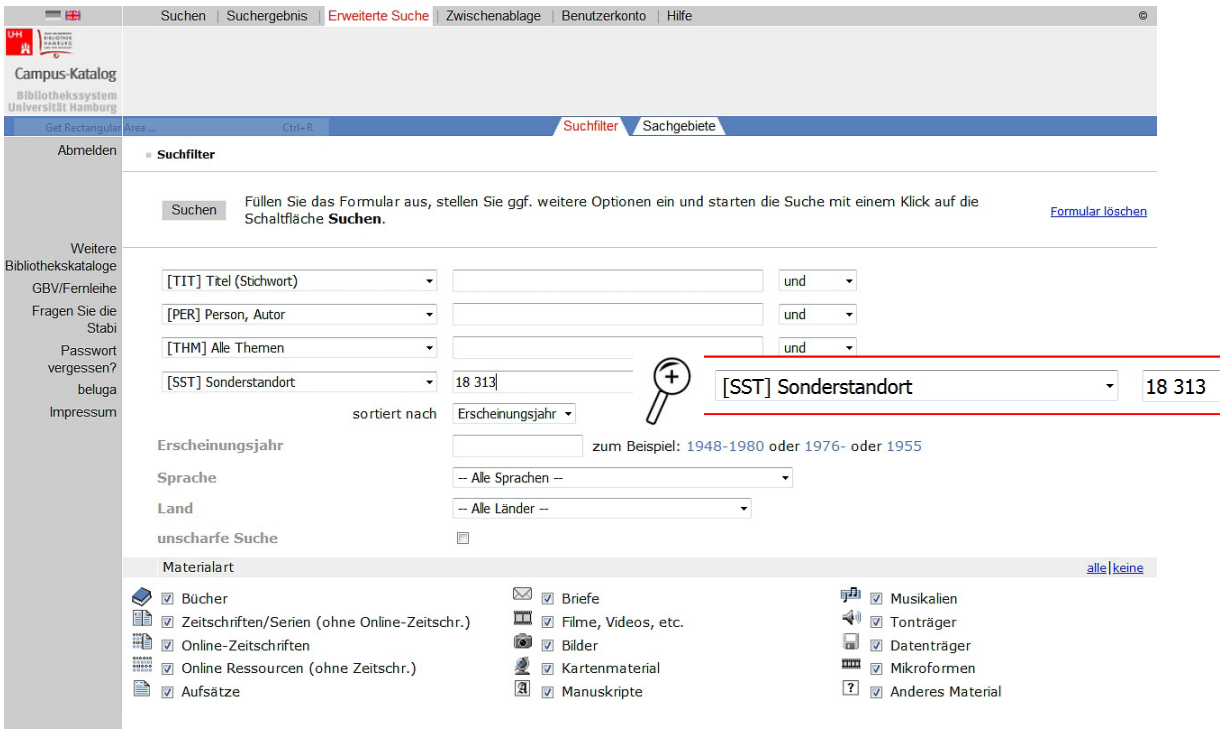 Suchen | Suchergebnis | Erweiterte Suche | Zwischenablage | Benutzerkonto | Hilfe ©
UH
Campus-Katalog
Bibliothekssystem
Universität Hamburg
Get Rectangular Area ... Ctrl+R
Suchfilter Sachgebiete
Abmelden
Suchfilter
Suchen
Füllen Sie das Formular aus, stellen Sie ggf. weitere Optionen ein und starten die Suche mit einem Klick auf die
Schaltfläche Suchen.
Formular löschen
Weitere
Bibliothekskataloge
GBV/Fernleihe
Fragen Sie die
Stabi
Passwort
vergessen?
beluga
Impressum
[TIT] Titel (Stichwort) und
[PER] Person, Autor und
[THM] Alle Themen und
[SST] Sonderstandort 18 313
[SST] Sonderstandort 18 313
sortiert nach Erscheinungsjahr
Erscheinungsjahr zum Beispiel: 1948-1980 oder 1976- oder 1955
Sprache -- Alle Sprachen --
Land -- Alle Länder --
unscharfe Suche
Materialart alle|keine
Bücher Briefe Musikalien
Zeitschriften/Serien (ohne Online-Zeitschr.) Filme, Videos, etc. Tonträger
Online-Zeitschriften Bilder Datenträger
Online Ressourcen (ohne Zeitschr.) Kartenmaterial Mikroformen
Aufsätze Manuskripte Anderes Material